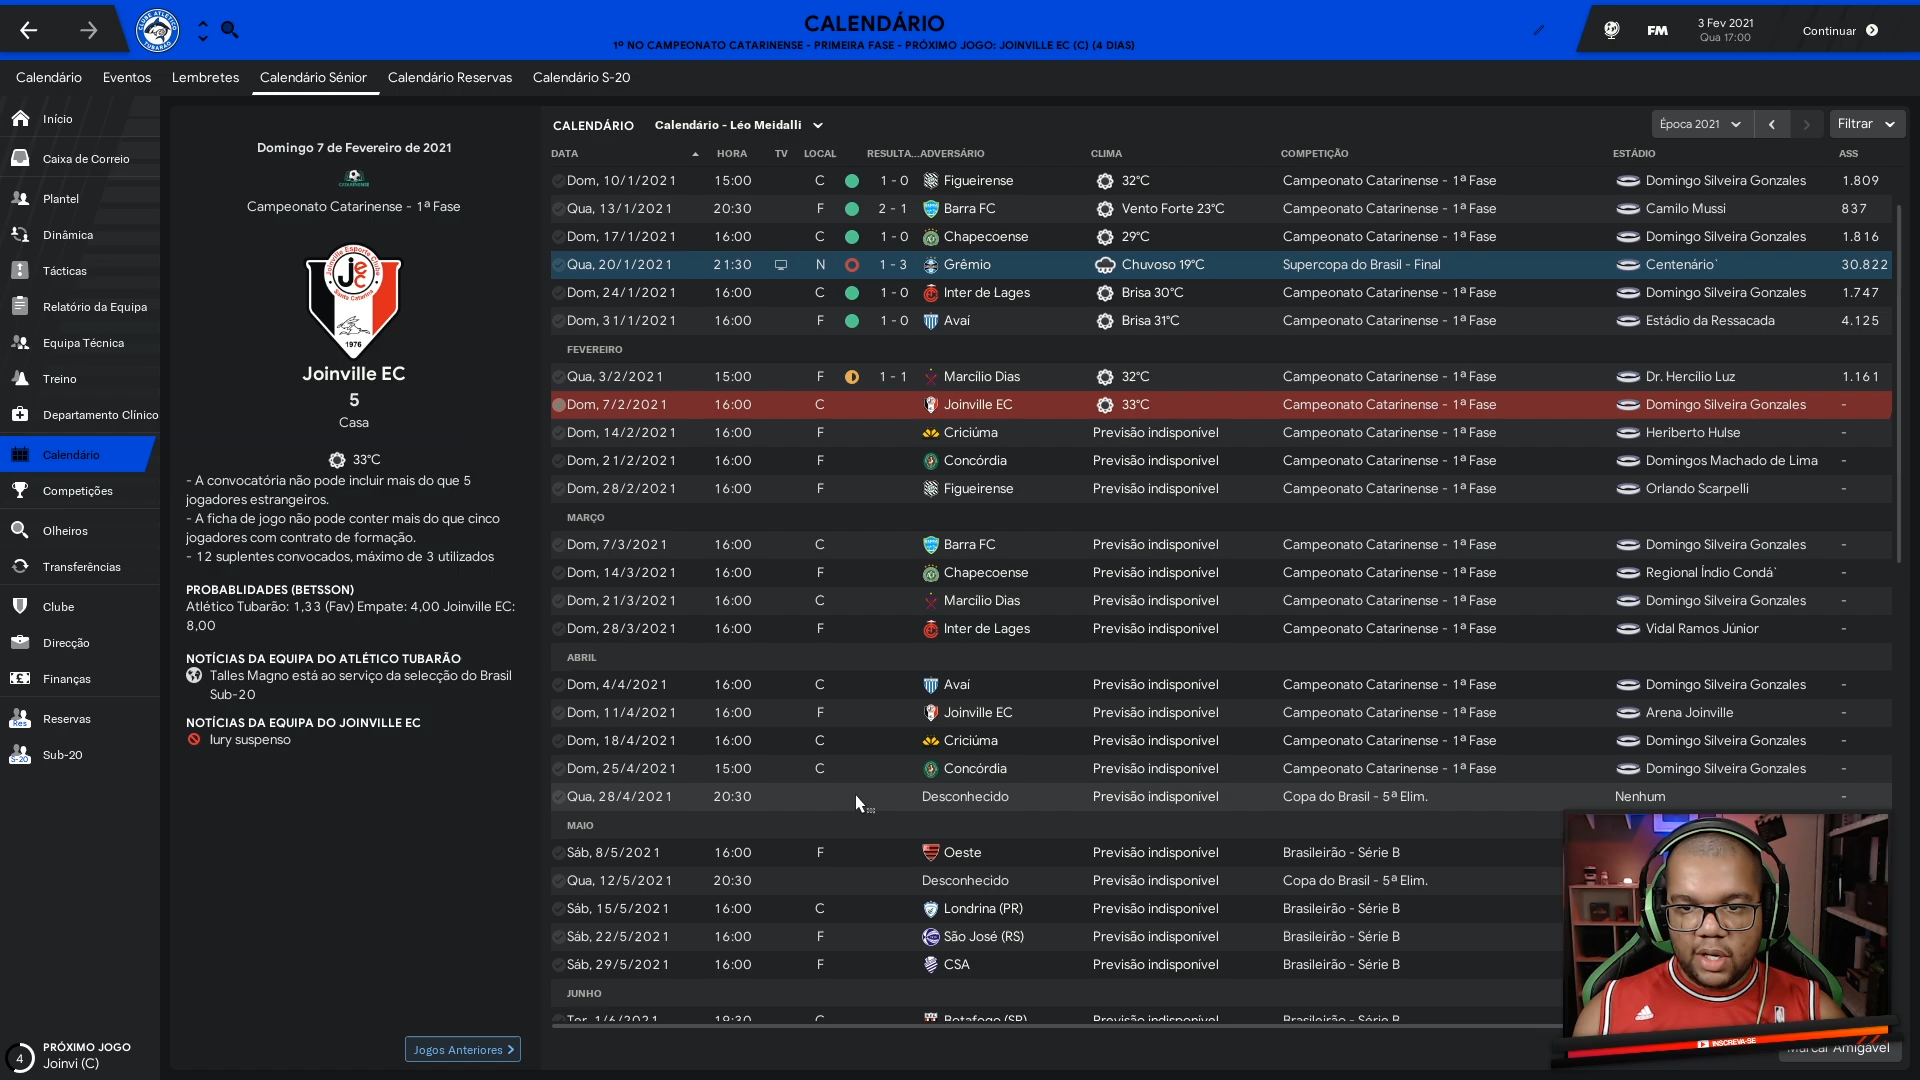 CALENDÁRIO
1º NO CAMPEONATO CATARINENSE - PRIMEIRA FASE - PRÓXIMO JOGO: JOINVILLE EC (C) (4 DIAS)
FM
3 Fev 2021
Qua 17:00
Continuar
Calendário Eventos Lembretes Calendário Sénior Calendário Reservas Calendário S-20
Início
Caixa de Correio
Plantel
Dinâmica
Tácticas
Relatório da Equipa
Equipa Técnica
Treino
Departamento Clínico
Calendário
Competições
Olheiros
Transferências
Clube
Direcção
Finanças
Reservas
Sub-20
4
PRÓXIMO JOGO
Joinvi (C)
Domingo 7 de Fevereiro de 2021
Campeonato Catarinense - 1ª Fase
Joinville EC
5
Casa
33°C
- A convocatória não pode incluir mais do que 5
jogadores estrangeiros.
- A ficha de jogo não pode conter mais do que cinco
jogadores com contrato de formação.
- 12 suplentes convocados, máximo de 3 utilizados
PROBABLIDADES (BETSSON)
Atlético Tubarão: 1,33 (Fav) Empate: 4,00 Joinville EC:
8,00
NOTÍCIAS DA EQUIPA DO ATLÉTICO TUBARÃO
Talles Magno está ao serviço da selecção do Brasil
Sub-20
NOTÍCIAS DA EQUIPA DO JOINVILLE EC
Iury suspenso
Jogos Anteriores
CALENDÁRIO Calendário - Léo Meidalli
Época 2021
Filtrar
DATA HORA TV LOCAL RESULTA... ADVERSÁRIO CLIMA COMPETIÇÃO ESTÁDIO ASS
Dom, 10/1/2021 15:00 C 1 - 0 Figueirense 32°C Campeonato Catarinense - 1ª Fase Domingo Silveira Gonzales 1.809
Qua, 13/1/2021 20:30 F 2 - 1 Barra FC Vento Forte 23°C Campeonato Catarinense - 1ª Fase Camilo Mussi 837
Dom, 17/1/2021 16:00 C 1 - 0 Chapecoense 29°C Campeonato Catarinense - 1ª Fase Domingo Silveira Gonzales 1.816
Qua, 20/1/2021 21:30 N 1 - 3 Grêmio Chuvoso 19°C Supercopa do Brasil - Final Centenário` 30.822
Dom, 24/1/2021 16:00 C 1 - 0 Inter de Lages Brisa 30°C Campeonato Catarinense - 1ª Fase Domingo Silveira Gonzales 1.747
Dom, 31/1/2021 16:00 F 1 - 0 Avaí Brisa 31°C Campeonato Catarinense - 1ª Fase Estádio da Ressacada 4.125
FEVEREIRO
Qua, 3/2/2021 15:00 F 1 - 1 Marcílio Dias 32°C Campeonato Catarinense - 1ª Fase Dr. Hercílio Luz 1.161
Dom, 7/2/2021 16:00 C Joinville EC 33°C Campeonato Catarinense - 1ª Fase Domingo Silveira Gonzales -
Dom, 14/2/2021 16:00 F Criciúma Previsão indisponível Campeonato Catarinense - 1ª Fase Heriberto Hulse -
Dom, 21/2/2021 16:00 F Concórdia Previsão indisponível Campeonato Catarinense - 1ª Fase Domingos Machado de Lima -
Dom, 28/2/2021 16:00 F Figueirense Previsão indisponível Campeonato Catarinense - 1ª Fase Orlando Scarpelli -
MARÇO
Dom, 7/3/2021 16:00 C Barra FC Previsão indisponível Campeonato Catarinense - 1ª Fase Domingo Silveira Gonzales -
Dom, 14/3/2021 16:00 F Chapecoense Previsão indisponível Campeonato Catarinense - 1ª Fase Regional Índio Condá` -
Dom, 21/3/2021 16:00 C Marcílio Dias Previsão indisponível Campeonato Catarinense - 1ª Fase Domingo Silveira Gonzales -
Dom, 28/3/2021 16:00 F Inter de Lages Previsão indisponível Campeonato Catarinense - 1ª Fase Vidal Ramos Júnior -
ABRIL
Dom, 4/4/2021 16:00 C Avaí Previsão indisponível Campeonato Catarinense - 1ª Fase Domingo Silveira Gonzales -
Dom, 11/4/2021 16:00 F Joinville EC Previsão indisponível Campeonato Catarinense - 1ª Fase Arena Joinville -
Dom, 18/4/2021 16:00 C Criciúma Previsão indisponível Campeonato Catarinense - 1ª Fase Domingo Silveira Gonzales -
Dom, 25/4/2021 15:00 C Concórdia Previsão indisponível Campeonato Catarinense - 1ª Fase Domingo Silveira Gonzales -
Qua, 28/4/2021 20:30 Desconhecido Previsão indisponível Copa do Brasil - 5ª Elim. Nenhum -
MAIO
Sáb, 8/5/2021 16:00 F Oeste Previsão indisponível Brasileirão - Série B
Qua, 12/5/2021 20:30 Desconhecido Previsão indisponível Copa do Brasil - 5ª Elim.
Sáb, 15/5/2021 16:00 C Londrina (PR) Previsão indisponível Brasileirão - Série B
Sáb, 22/5/2021 16:00 F São José (RS) Previsão indisponível Brasileirão - Série B
Sáb, 29/5/2021 16:00 F CSA Previsão indisponível Brasileirão - Série B
JUNHO
Ter, 1/6/2021 19:30 C Botafogo (SP) Previsão indisponível Brasileirão - Série B
INSCREVA-SE
Marcar Amigável